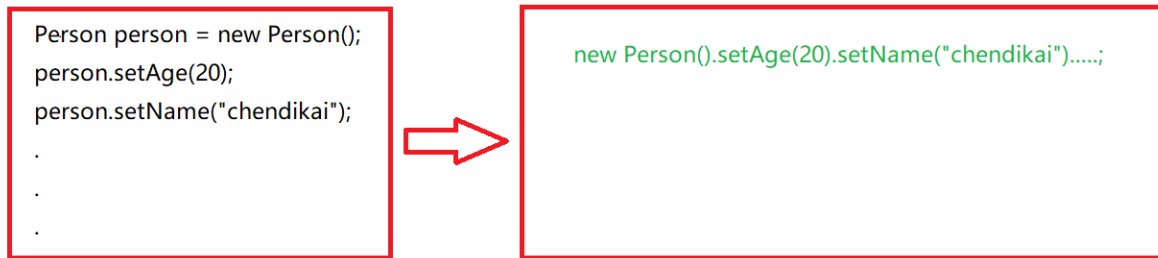 Person person = new Person();
person.setAge(20);
person.setName("chendikai");
.
.
.
new Person().setAge(20).setName("chendikai").....;